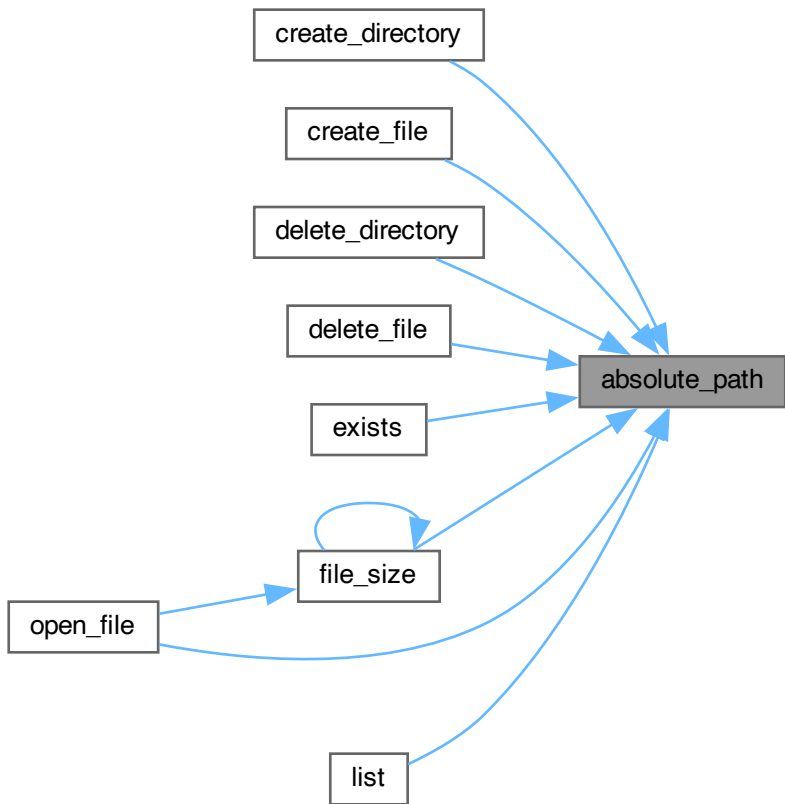 create_directory
create_file
delete_directory
delete_file
absolute_path
exists
file_size
open_file
list